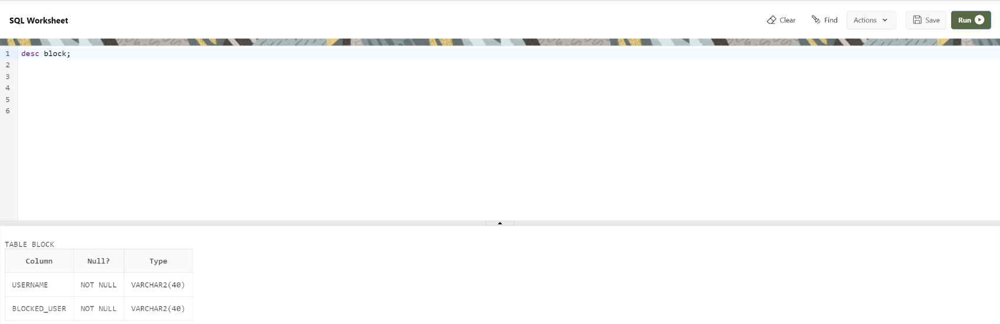 SQL Worksheet
Clear
Find
Actions
Save
Run
1 desc block;
2
3
4
5
6
TABLE BLOCK
Column Null? Type
USERNAME NOT NULL VARCHAR2(40)
BLOCKED_USER NOT NULL VARCHAR2(40)